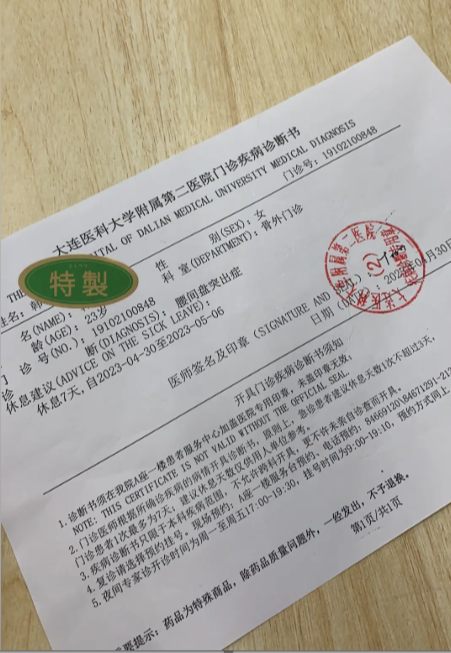 大连医科大学附属第二医院门诊疾病诊断书
THE HOSPITAL OF DALIAN MEDICAL UNIVERSITY MEDICAL DIAGNOSIS
门诊号: 19102100848
特製
姓名: 韩
性 别(SEX): 女
名(NAME):
科 室(DEPARTMENT): 骨外门诊
龄(AGE): 23岁
门 诊 号(NO.): 19102100848
诊 断(DIAGNOSIS): 腰间盘突出症
休息建议(ADVICE ON THE SICK LEAVE):
休息7天, 自2023-04-30至2023-05-06
医师签名及印章(SIGNATURE AND
日期
30日
(2)
开具门诊疾病诊断书须知
1. 诊断书须在我院A座一楼患者服务中心加盖医院专用印章, 未盖印章无效;
NOTE: THIS CERTIFICATE IS NOT VALID WITHOUT THE OFFICIAL SEAL.
2. 门诊医师根据所确诊疾病的病情开具诊断书, 原则上, 急诊患者建议休息天数1次不超过3天,
门诊患者1次最多为7天, 建议休息天数仅供用人单位参考。
3. 疾病诊断书只限于本科疾病范围, 不允许跨科开具, 更不许未亲自诊查而开具。
4. 复诊请选择预约挂号。现场预约: A座一楼服务台预约, 电话预约: 84669120\84671291-213
5. 夜间专家诊开诊时间为周一至周五17:00-19:30, 挂号时间为9:00-19:10, 预约方式同上
要提示: 药品为特殊商品, 除药品质量问题外, 一经发出, 不予退换。
第1页/共1页